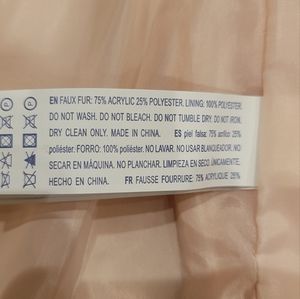 EN FAUX FUR: 75% ACRYLIC 25% POLYESTER. LINING: 100% POLYESTER.
DO NOT WASH. DO NOT BLEACH. DO NOT TUMBLE DRY. DO NOT IRON.
DRY CLEAN ONLY. MADE IN CHINA. ES piel falsa: 75% acrílico 25%
poliéster: FORRO: 100% poliéster. NO LAVAR. NO USAR BLANQUEADOR. NO
SECAR EN MÁQUINA. NO PLANCHAR. LIMPIEZA EN SECO ÚNICAMENTE.
HECHO EN CHINA. FR FAUSSE FOURRURE: 75% ACRYLIQUE 25%